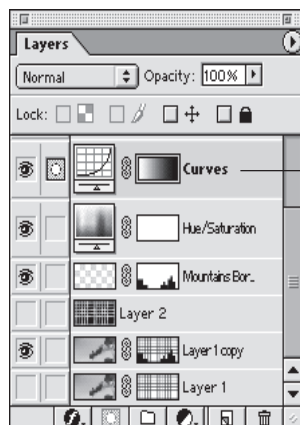 Layers
Normal Opacity: 100%
Lock:
Curves
Hue/Saturation
Mountains Bor...
Layer 2
Layer 1 copy
Layer 1